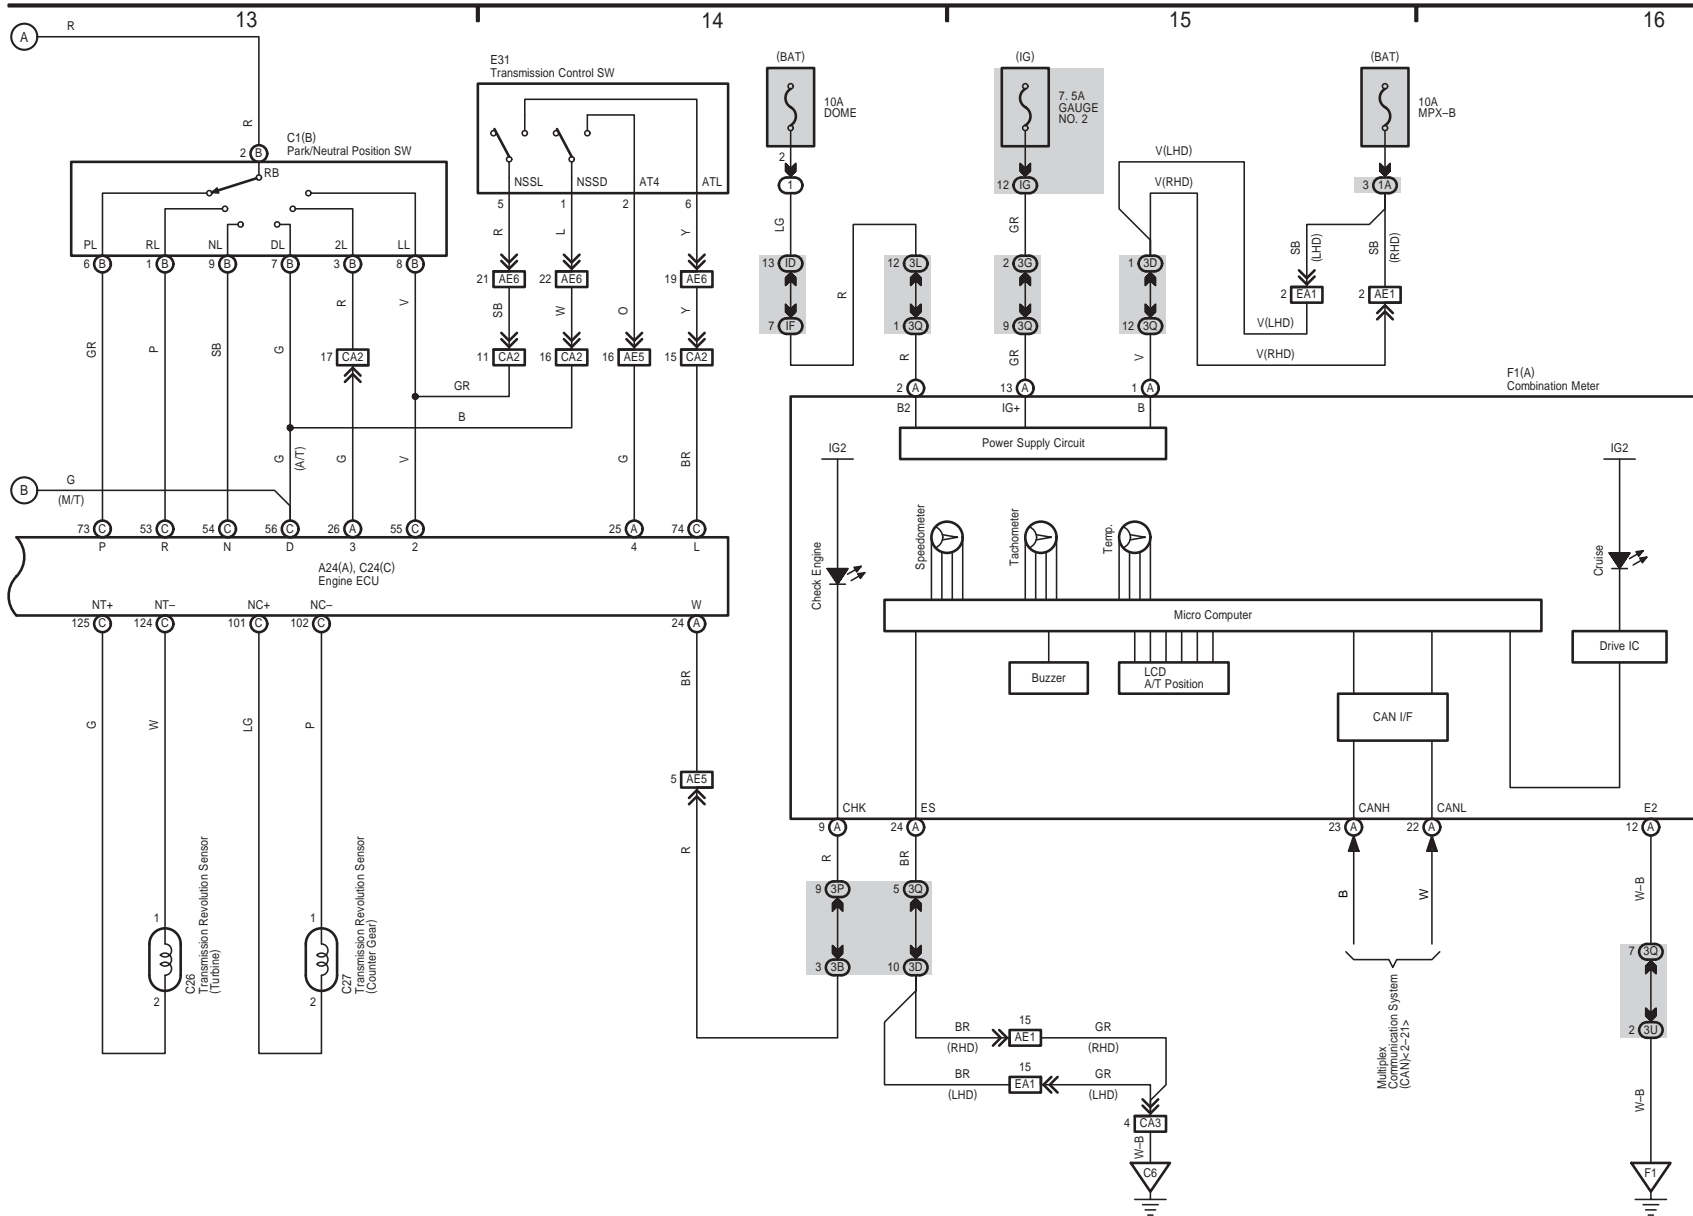 13
14
15
16
A
R
R
C1(B)
Park/Neutral Position SW
2 B
RB
PL RL NL DL 2L LL
6 B 1 B 9 B 7 B 3 B 8 B
E31
Transmission Control SW
NSSL NSSD AT4 ATL
5 1 2 6
R L Y
21 AE6 22 AE6 19 AE6
SB W O Y
11 CA2 16 CA2 16 AE5 15 CA2
R V
17 CA2
GR P SB G
GR
B
G (A/T) G V G BR
B
G
(M/T)
73 C 53 C 54 C 56 C 26 A 55 C 25 A 74 C
P R N D 3 2 4 L
A24(A), C24(C)
Engine ECU
NT+ NT– NC+ NC– W
125 C 124 C 101 C 102 C 24 A
G W LG P
BR
5 AE5
R
1
2
C26
Transmission Revolution Sensor
(Turbine)
1
2
C27
Transmission Revolution Sensor
(Counter Gear)
(BAT)
10A
DOME
2
1
LG
13 ID
7 IF
R
12 3L
1 3Q
R
2 A
B2
(IG)
7. 5A
GAUGE
NO. 2
12 IG
GR
2 3G
9 3Q
GR
13 A
IG+
V(LHD)
V(RHD)
1 3D
12 3Q
V
1 A
B
(BAT)
10A
MPX–B
3 1A
SB
(LHD)
SB
(RHD)
2 EA1
2 AE1
V(LHD)
V(RHD)
F1(A)
Combination Meter
Power Supply Circuit
IG2
IG2
Check Engine
Speedometer
Tachometer
Temp.
Cruise
Micro Computer
Drive IC
Buzzer
LCD
A/T Position
CAN I/F
CHK ES CANH CANL E2
9 A 24 A 23 A 22 A 12 A
R BR B W W–B
9 3P 5 3Q
3 3B 10 3D
7 3Q
2 3U
W–B
BR
(RHD)
15
AE1
GR
(RHD)
BR
(LHD)
15
EA1
GR
(LHD)
4 CA3
W–B
C6
Multiplex
Communication System
(CAN)<2–21>
F1